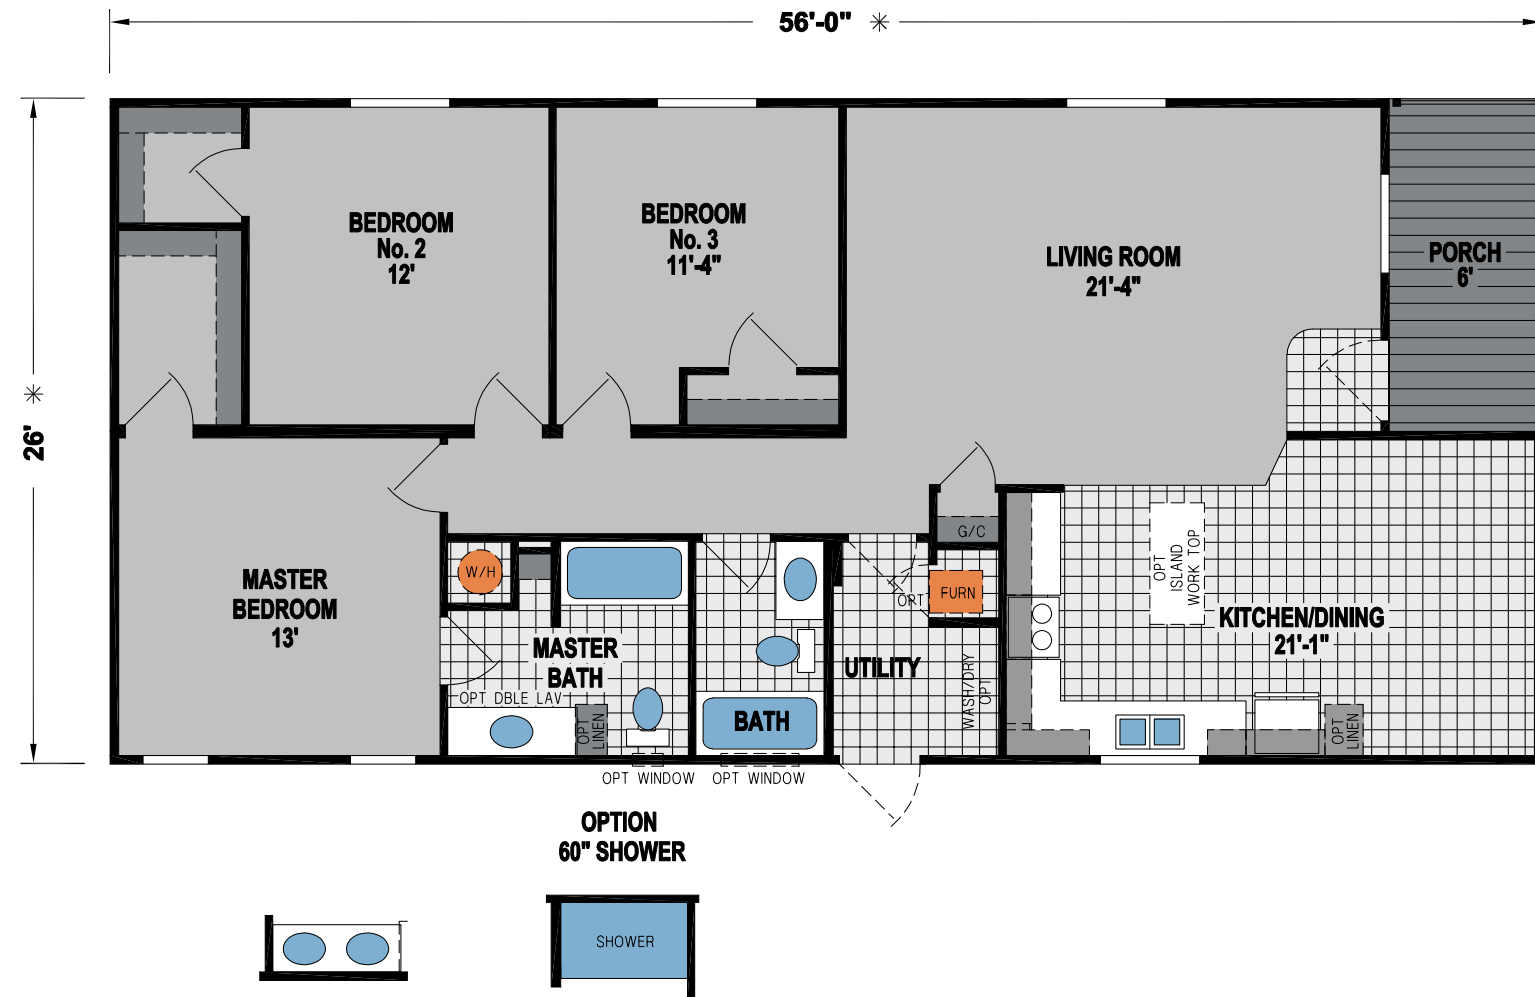 56'-0" ✳
26' ✳
BEDROOM
No. 2
12'
BEDROOM
No. 3
11'-4"
LIVING ROOM
21'-4"
PORCH
6'
MASTER
BEDROOM
13'
W/H
MASTER
BATH
OPT DBLE LAV
OPT
LINEN
BATH
UTILITY
OPT
FURN
G/C
WASH/DRY
OPT
OPT
ISLAND
WORK TOP
KITCHEN/DINING
21'-1"
OPT
LINEN
OPT WINDOW
OPT WINDOW
OPTION
60" SHOWER
SHOWER